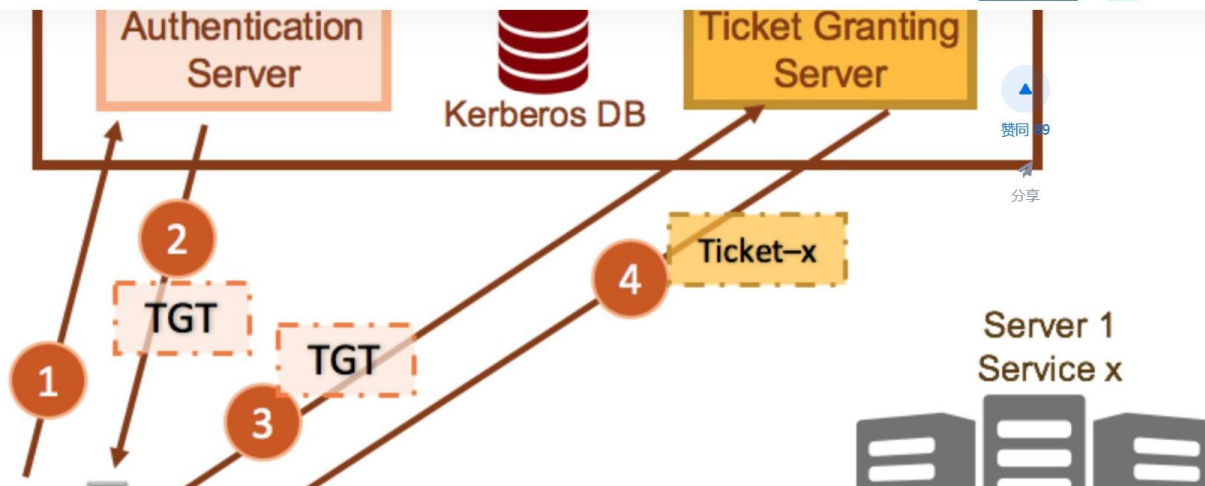 Authentication
Server
Kerberos DB
Ticket Granting
Server
赞同
分享
2
Ticket–x
4
TGT
TGT
1
3
Server 1
Service x